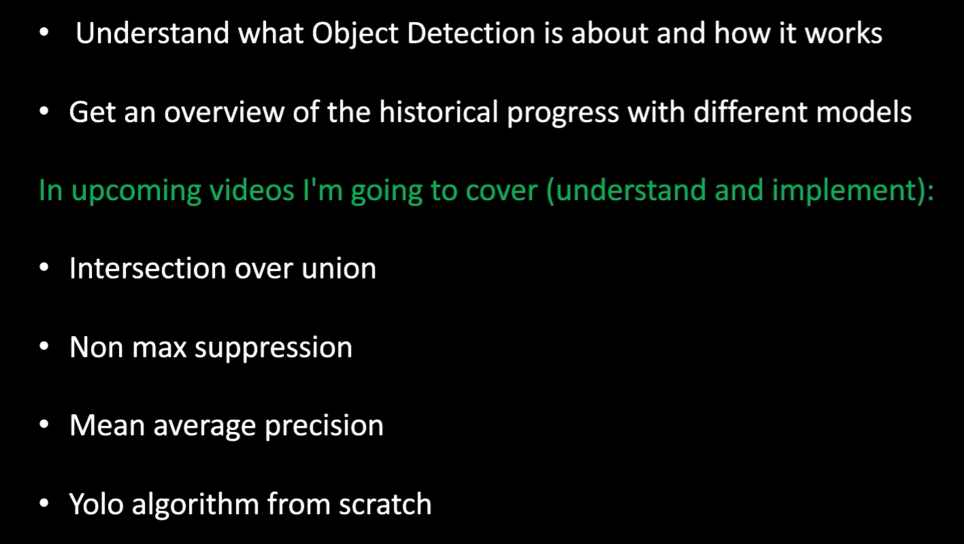 • Understand what Object Detection is about and how it works
• Get an overview of the historical progress with different models
In upcoming videos I'm going to cover (understand and implement):
• Intersection over union
• Non max suppression
• Mean average precision
• Yolo algorithm from scratch